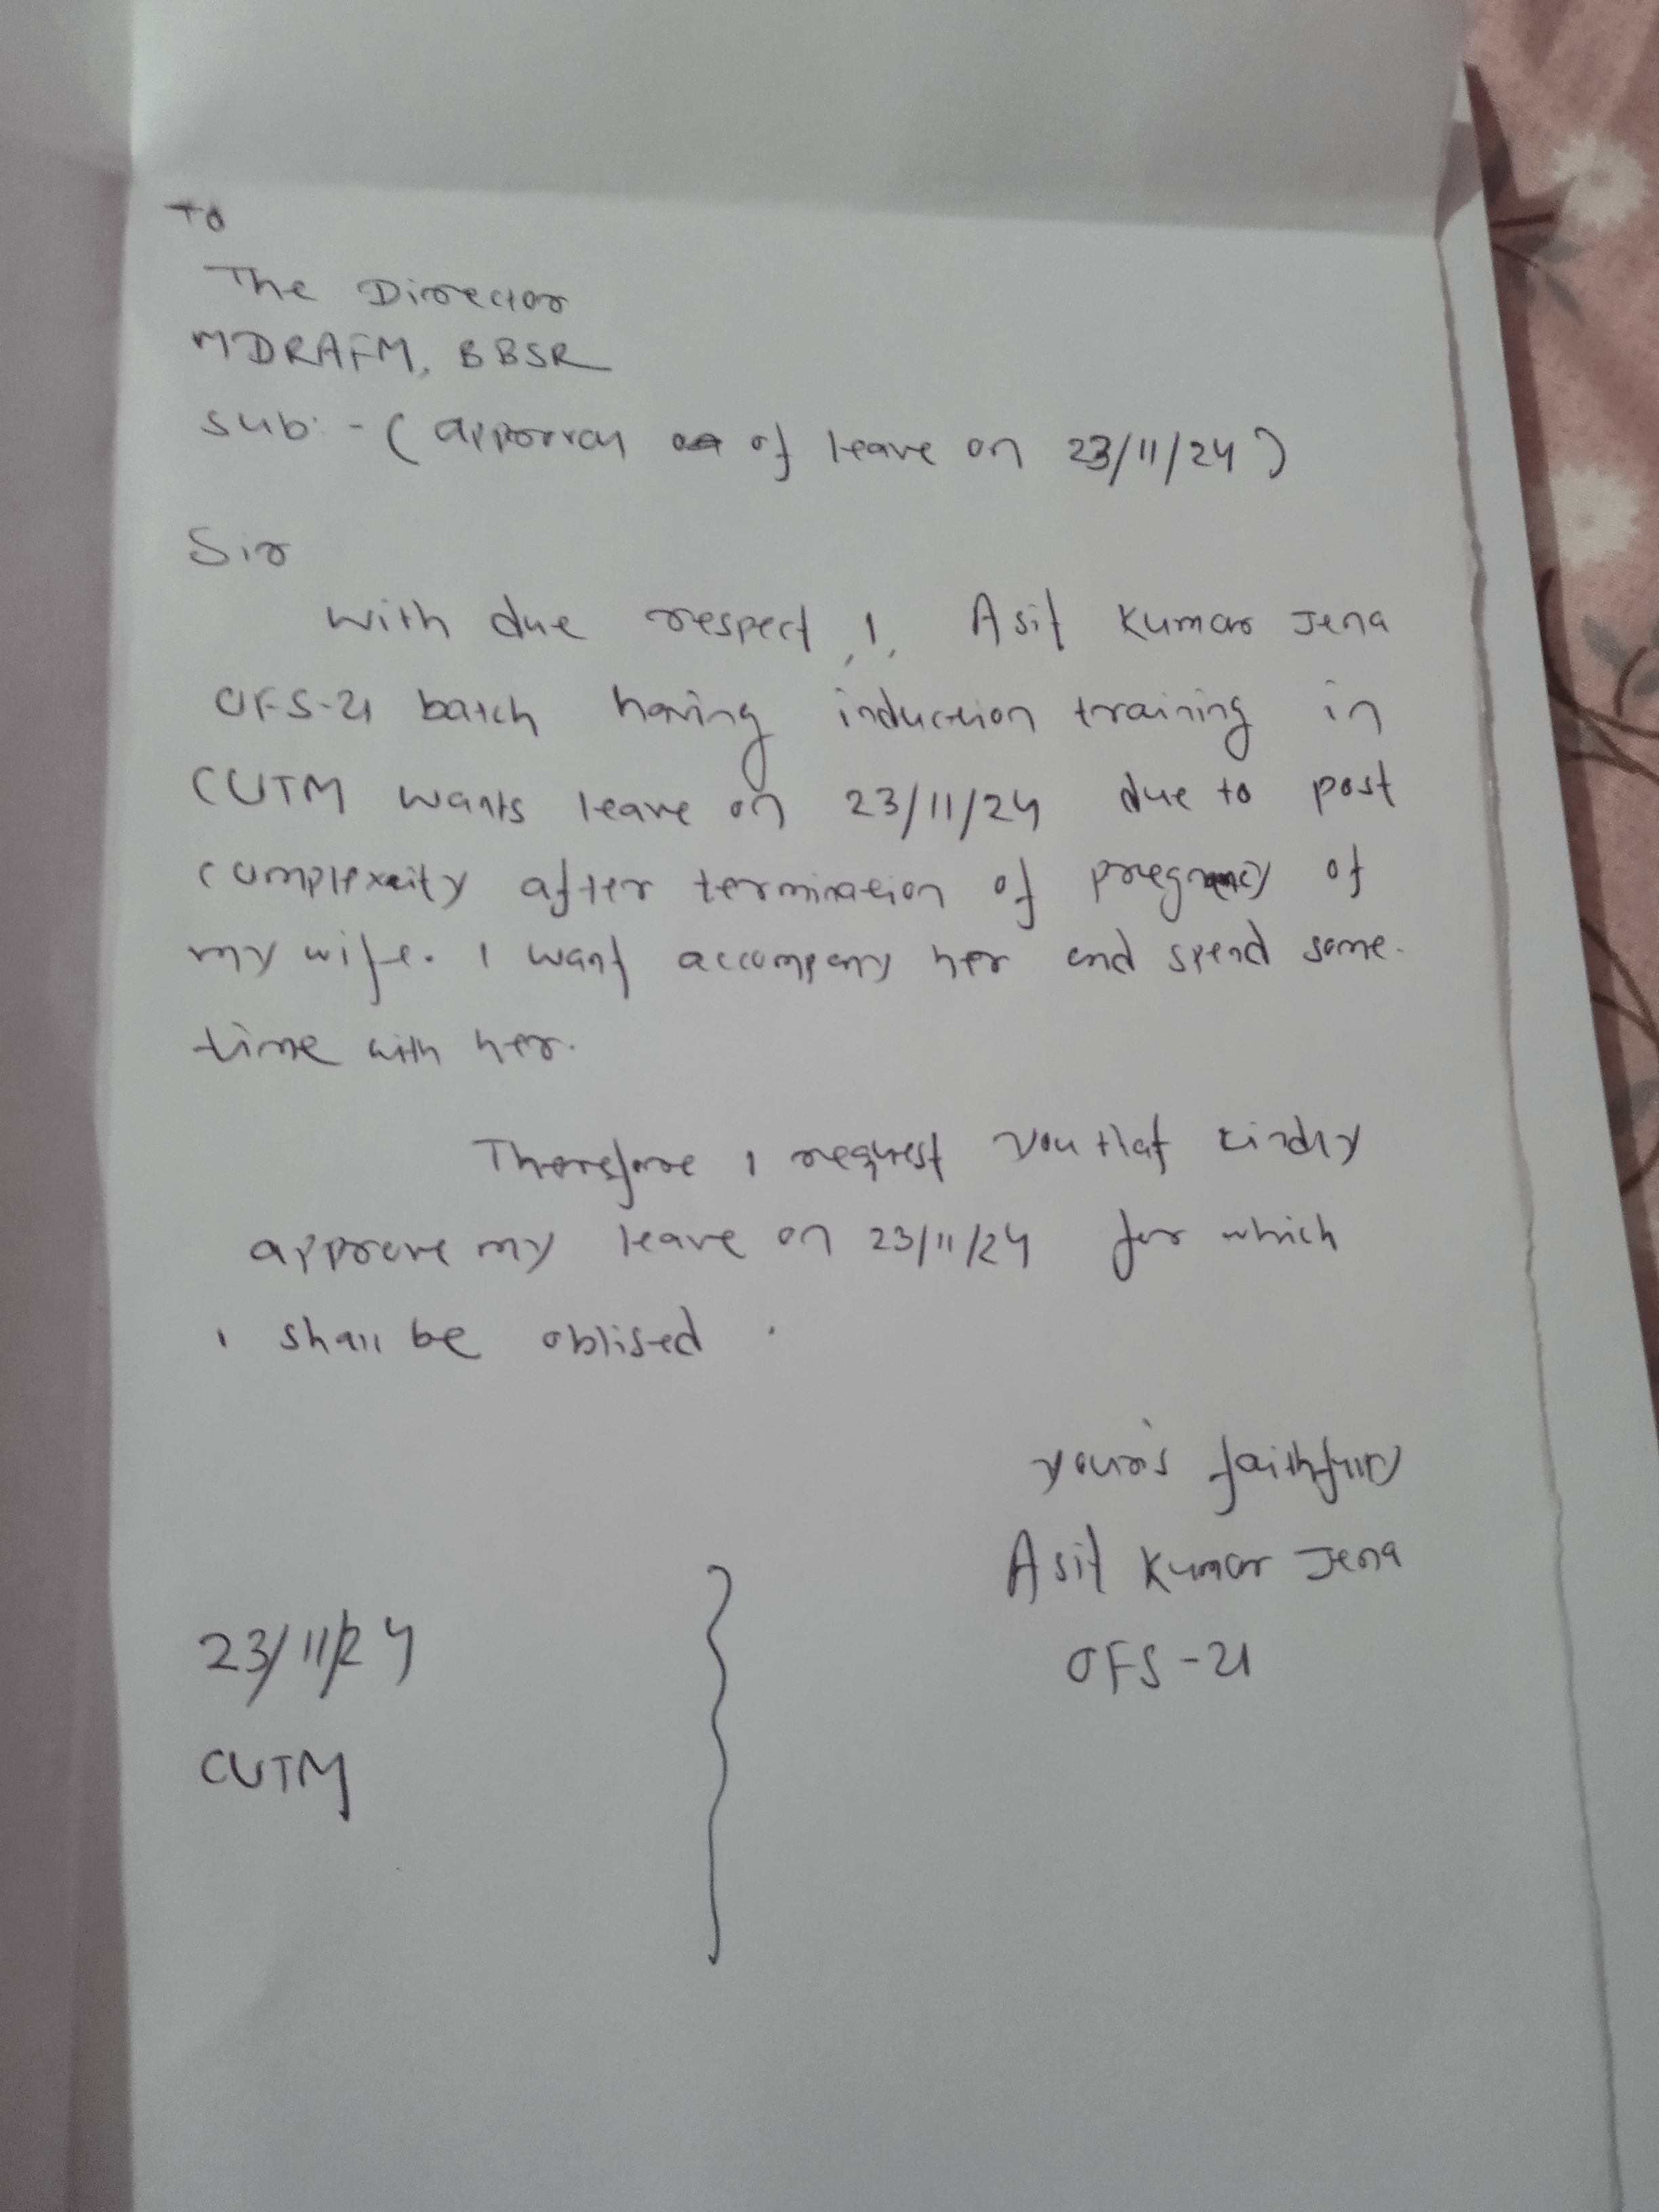 To
The Director
MDRAFM, BBSR
Sub:- ( approval of leave on 23/11/24 )
Sir
With due respect, I, Asit Kumar Jena
OFS-21 batch having induction training in
CUTM wants leave on 23/11/24 due to post
complexity after termination of pregnancy of
my wife. I want accompany her and spend some
time with her.
Therefore I request you that kindly
approve my leave on 23/11/24 for which
I shall be obliged.
your's faithfully
Asit Kumar Jena
OFS-21
23/11/24
CUTM